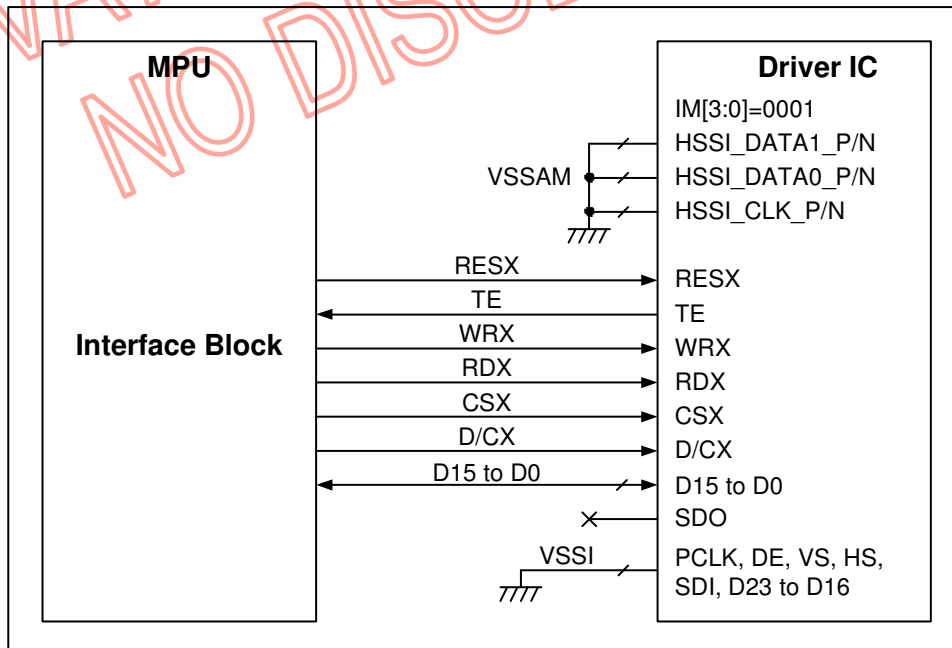 NO DISCL
MPU
Driver IC
IM[3:0]=0001
HSSI_DATA1_P/N
VSSAM
HSSI_DATA0_P/N
HSSI_CLK_P/N
RESX
RESX
TE
TE
Interface Block
WRX
WRX
RDX
RDX
CSX
CSX
D/CX
D/CX
D15 to D0
D15 to D0
SDO
VSSI
PCLK, DE, VS, HS,
SDI, D23 to D16